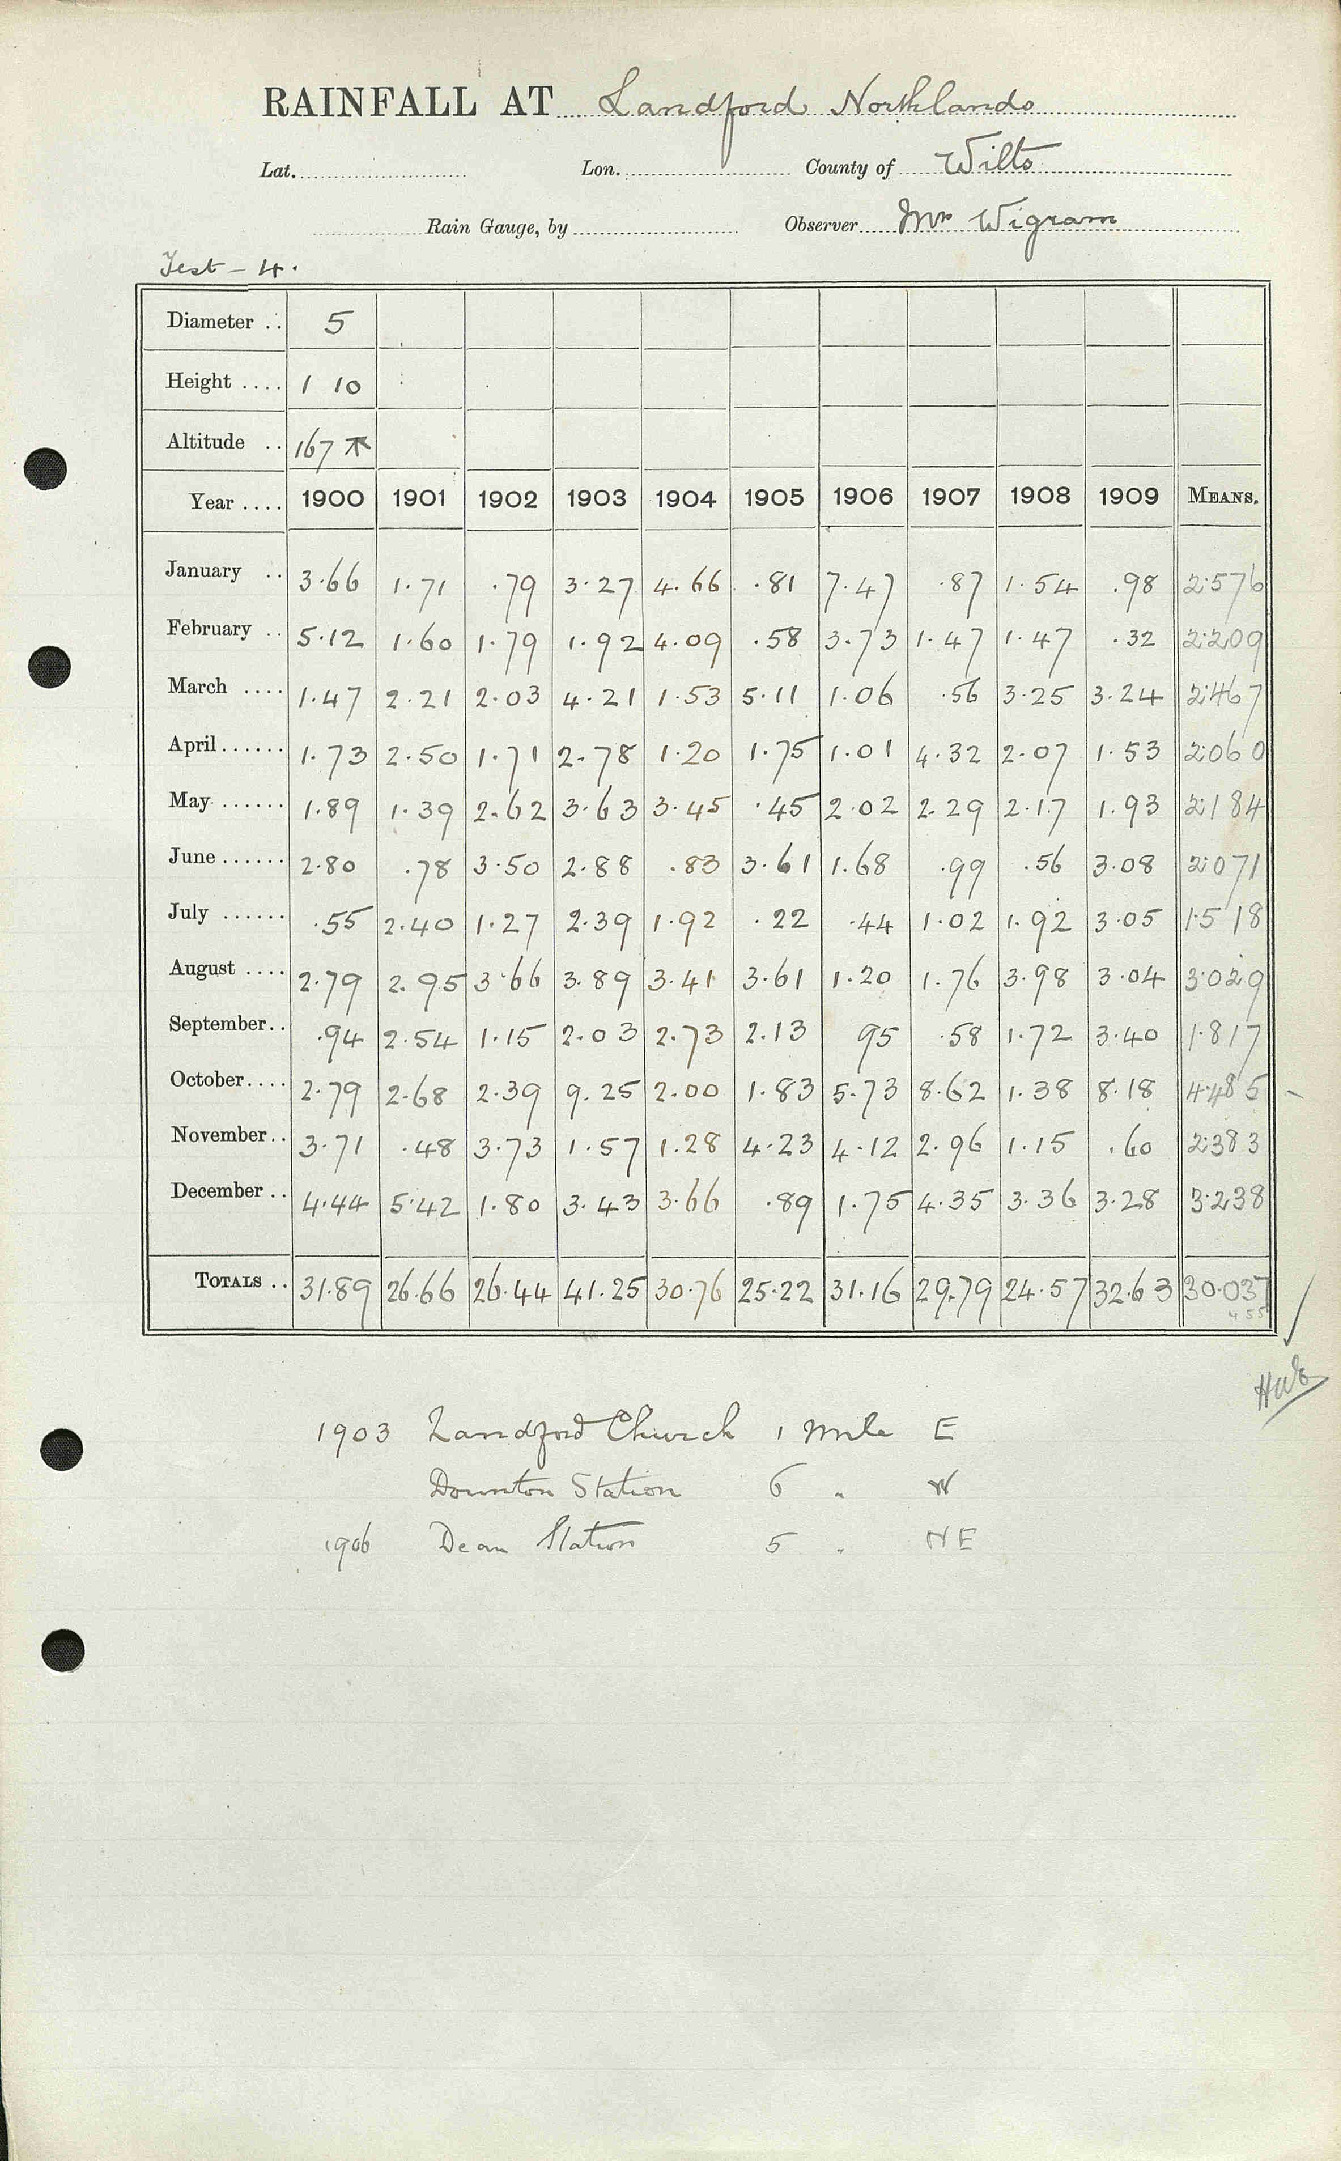 RAINFALL AT Landford Northlands
Lat. Lon. County of Wilts
Rain Gauge, by Observer Mrs Wigram
Test - 4.
Diameter .. 5
Height .... 1 10
Altitude .. 167
Year .... 1900 1901 1902 1903 1904 1905 1906 1907 1908 1909 MEANS.
January .. 3.66 1.71 .79 3.27 4.66 .81 7.47 .87 1.54 .98 2.576
February .. 5.12 1.60 1.79 1.92 4.09 .58 3.73 1.47 1.47 .32 2.209
March .... 1.47 2.21 2.03 4.21 1.53 5.11 1.06 .56 3.25 3.24 2.467
April...... 1.73 2.50 1.71 2.78 1.20 1.75 1.01 4.32 2.07 1.53 2.060
May ...... 1.89 1.39 2.62 3.63 3.45 .45 2.02 2.29 2.17 1.93 2.184
June ...... 2.80 .78 3.50 2.88 .83 3.61 1.68 .99 .56 3.08 2.071
July ...... .55 2.40 1.27 2.39 1.92 .22 .44 1.02 1.92 3.05 1.518
August .... 2.79 2.95 3.66 3.89 3.41 3.61 1.20 1.76 3.98 3.04 3.029
September.. .94 2.54 1.15 2.03 2.73 2.13 95 .58 1.72 3.40 1.817
October.... 2.79 2.68 2.39 9.25 2.00 1.83 5.73 8.62 1.38 8.18 4.485
November.. 3.71 .48 3.73 1.57 1.28 4.23 4.12 2.96 1.15 .60 2.383
December .. 4.44 5.42 1.80 3.43 3.66 .89 1.75 4.35 3.36 3.28 3.238
TOTALS .. 31.89 26.66 26.44 41.25 30.76 25.22 31.16 29.79 24.57 32.63 30.037
455
1903 Landford Church 1 Mile E
Downton Station 6 " W
1906 Dean Station 5 " NE